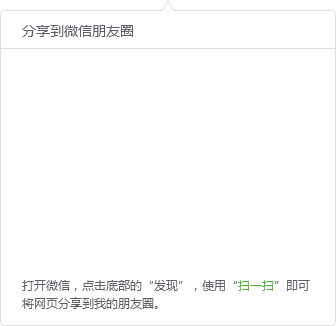 分享到微信朋友圈
打开微信，点击底部的“发现”，使用“扫一扫”即可
将网页分享到我的朋友圈。